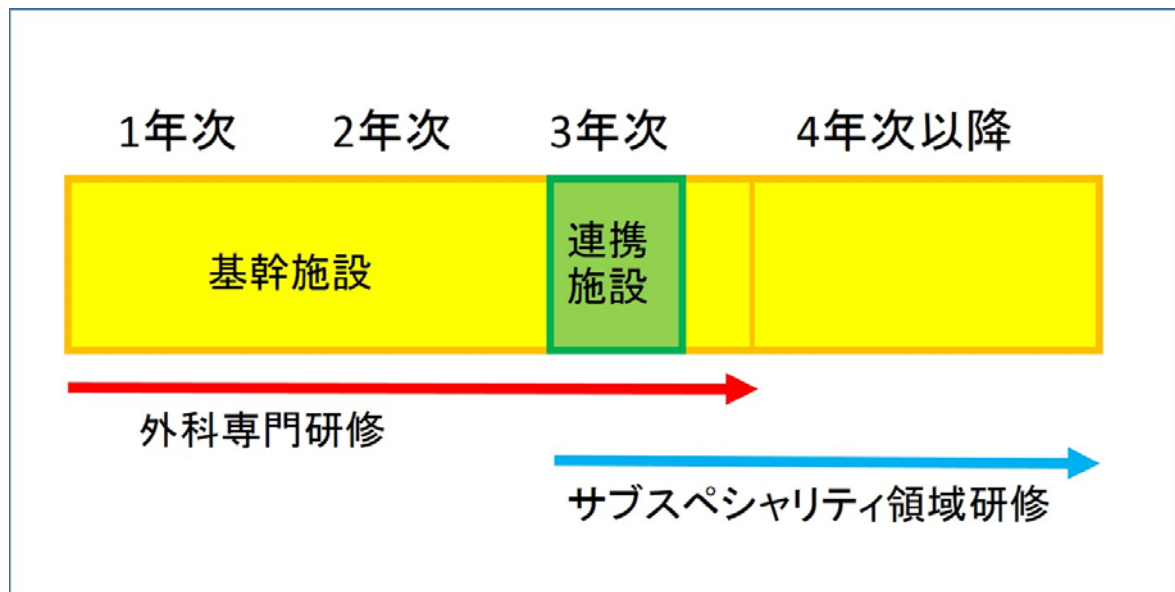 1年次 2年次 3年次 4年次以降
基幹施設
連携
施設
外科専門研修
サブスペシャリティ領域研修